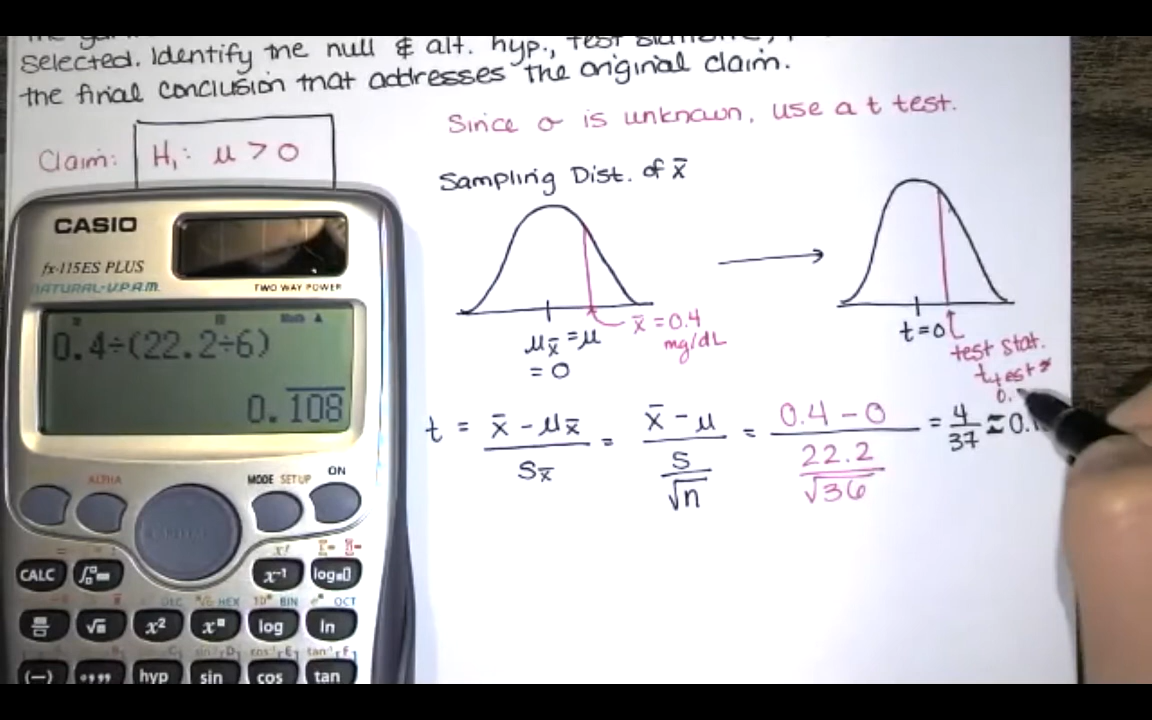 selected. Identify the null & alt. hyp.,
the final conclusion that addresses the original claim.
Since σ is unknown, use a t test.
Claim: H₁: μ > 0
Sampling Dist. of x̄
μx̄ = μ
= 0
x̄ = 0.4
mg/dL
t = 0
test stat.
t test ≈
0.
t = x̄ - μx̄ / sx̄ = x̄ - μ / (s / √n) = 0.4 - 0 / (22.2 / √36) = 4/37 ≈ 0.1
CASIO
fx-115ES PLUS
NATURAL-V.P.A.M.
TWO WAY POWER
Math ▲
0.4÷(22.2÷6)
0.108
ALPHA
MODE SETUP
ON
CALC
x⁻¹
log
x²
log
ln
(−)
hyp
sin
cos
tan